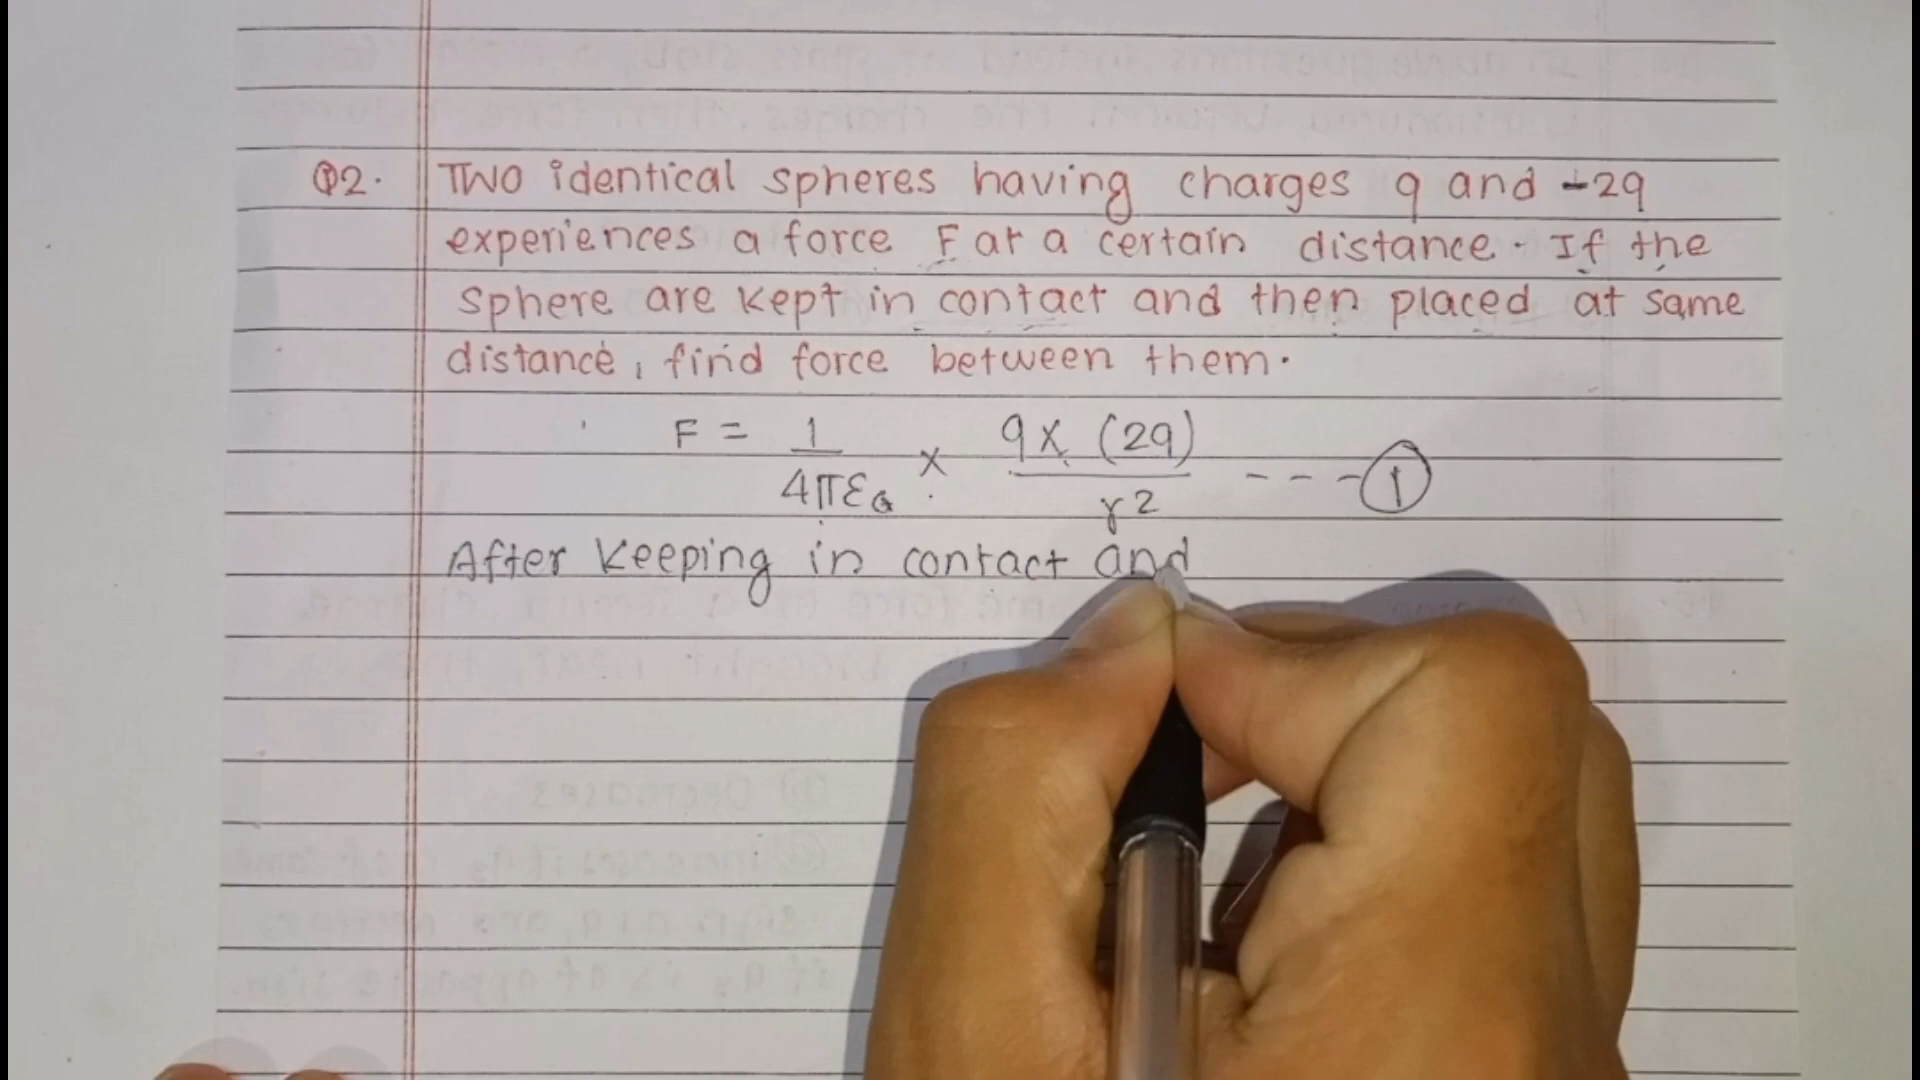 Q2. Two identical spheres having charges q and -2q
experiences a force F at a certain distance. If the
sphere are kept in contact and then placed at same
distance, find force between them.
F = 1/4πε₀ × q×(2q)/r2 --- ①
After keeping in contact and